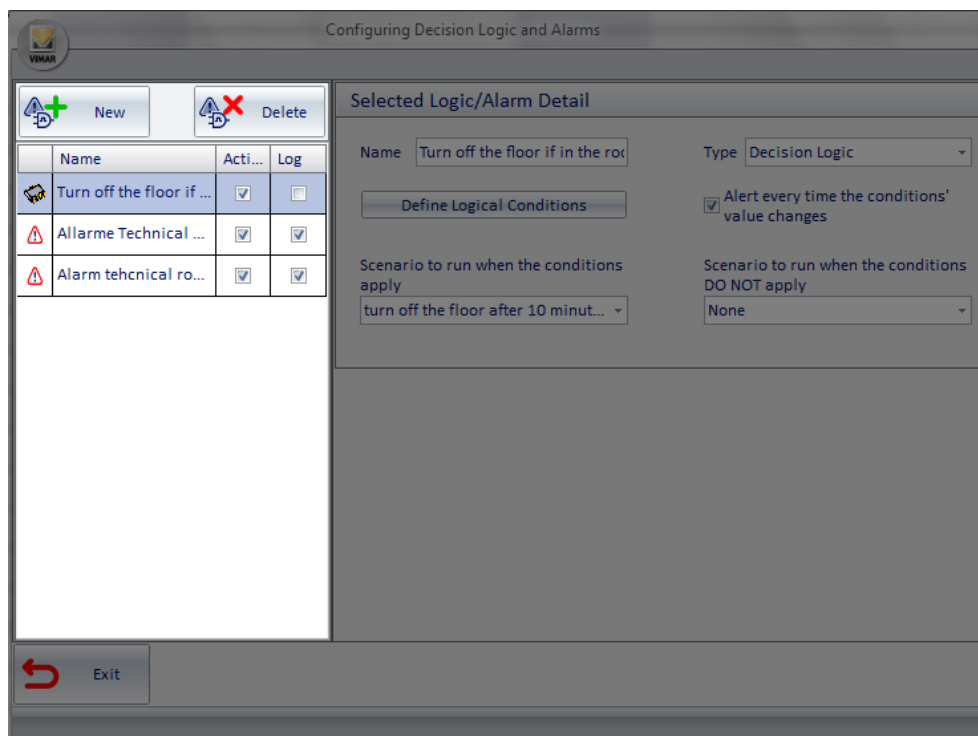 Configuring Decision Logic and Alarms
VIMAR
New
Delete
Name Acti... Log
Turn off the floor if ...
Allarme Technical ...
Alarm tehcnical ro...
Selected Logic/Alarm Detail
Name Turn off the floor if in the roo
Type Decision Logic
Define Logical Conditions
Alert every time the conditions'
value changes
Scenario to run when the conditions
apply
turn off the floor after 10 minut...
Scenario to run when the conditions
DO NOT apply
None
Exit